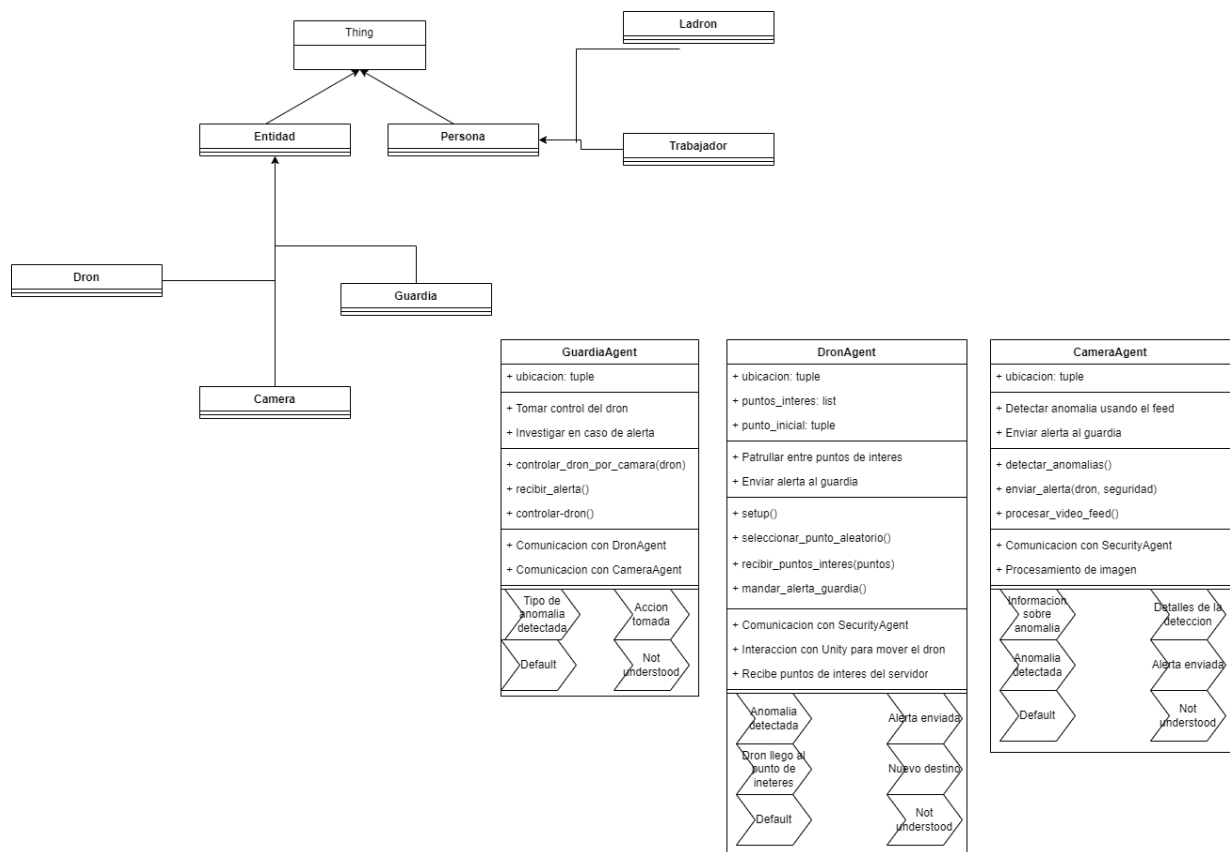 Thing
Ladron
Entidad
Persona
Trabajador
Dron
Guardia
Camera
GuardiaAgent
+ ubicacion: tuple
+ Tomar control del dron
+ Investigar en caso de alerta
+ controlar_dron_por_camara(dron)
+ recibir_alerta()
+ controlar-dron()
+ Comunicacion con DronAgent
+ Comunicacion con CameraAgent
Tipo de
anomalia
detectada
Accion
tomada
Default
Not
understood
DronAgent
+ ubicacion: tuple
+ puntos_interes: list
+ punto_inicial: tuple
+ Patrullar entre puntos de interes
+ Enviar alerta al guardia
+ setup()
+ seleccionar_punto_aleatorio()
+ recibir_puntos_interes(puntos)
+ mandar_alerta_guardia()
+ Comunicacion con SecurityAgent
+ Interaccion con Unity para mover el dron
+ Recibe puntos de interes del servidor
Anomalia
detectada
Alerta enviada
Dron llego al
punto de
ineteres
Nuevo destino
Default
Not
understood
CameraAgent
+ ubicacion: tuple
+ Detectar anomalia usando el feed
+ Enviar alerta al guardia
+ detectar_anomalias()
+ enviar_alerta(dron, seguridad)
+ procesar_video_feed()
+ Comunicacion con SecurityAgent
+ Procesamiento de imagen
Informacion
sobre
anomalia
Detalles de la
deteccion
Anomalia
detectada
Alerta enviada
Default
Not
understood